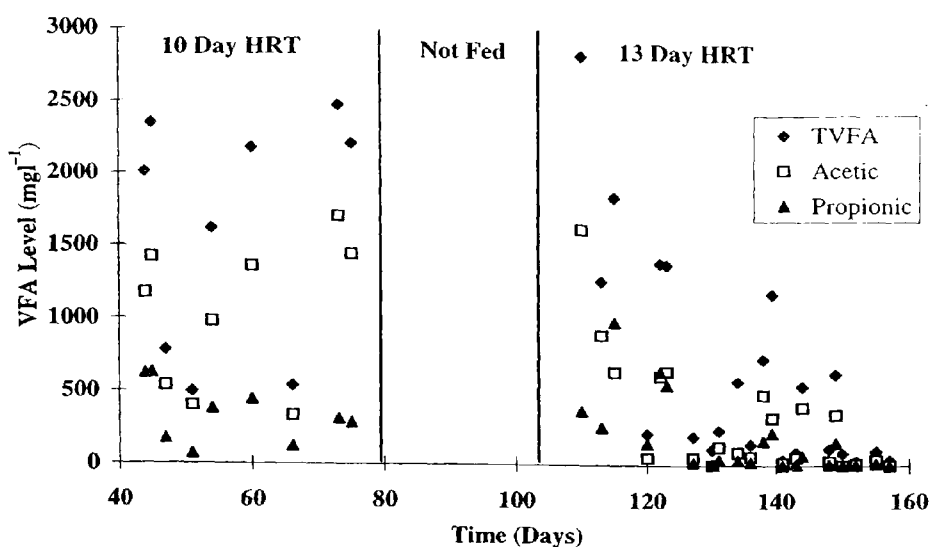 3000
2500
2000
1500
1000
500
0
VFA Level (mgl⁻¹)
10 Day HRT
Not Fed
13 Day HRT
TVFA
Acetic
Propionic
40 60 80 100 120 140 160
Time (Days)